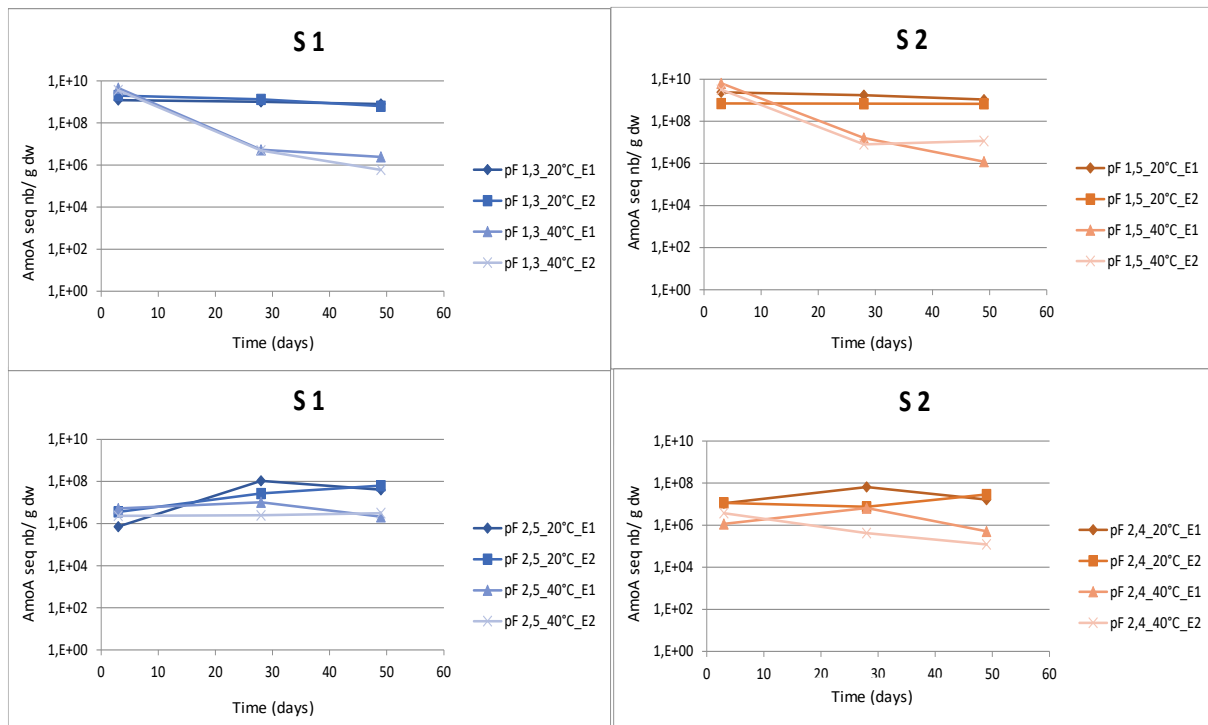 S 1
AmoA seq nb/ g dw
1,E+10
1,E+08
1,E+06
1,E+04
1,E+02
1,E+00
0 10 20 30 40 50 60
Time (days)
pF 1,3_20°C_E1
pF 1,3_20°C_E2
pF 1,3_40°C_E1
pF 1,3_40°C_E2
S 2
AmoA seq nb/ g dw
1,E+10
1,E+08
1,E+06
1,E+04
1,E+02
1,E+00
0 10 20 30 40 50 60
Time (days)
pF 1,5_20°C_E1
pF 1,5_20°C_E2
pF 1,5_40°C_E1
pF 1,5_40°C_E2
S 1
AmoA seq nb/ g dw
1,E+10
1,E+08
1,E+06
1,E+04
1,E+02
1,E+00
0 10 20 30 40 50 60
Time (days)
pF 2,5_20°C_E1
pF 2,5_20°C_E2
pF 2,5_40°C_E1
pF 2,5_40°C_E2
S 2
AmoA seq nb/ g dw
1,E+10
1,E+08
1,E+06
1,E+04
1,E+02
1,E+00
0 10 20 30 40 50 60
Time (days)
pF 2,4_20°C_E1
pF 2,4_20°C_E2
pF 2,4_40°C_E1
pF 2,4_40°C_E2